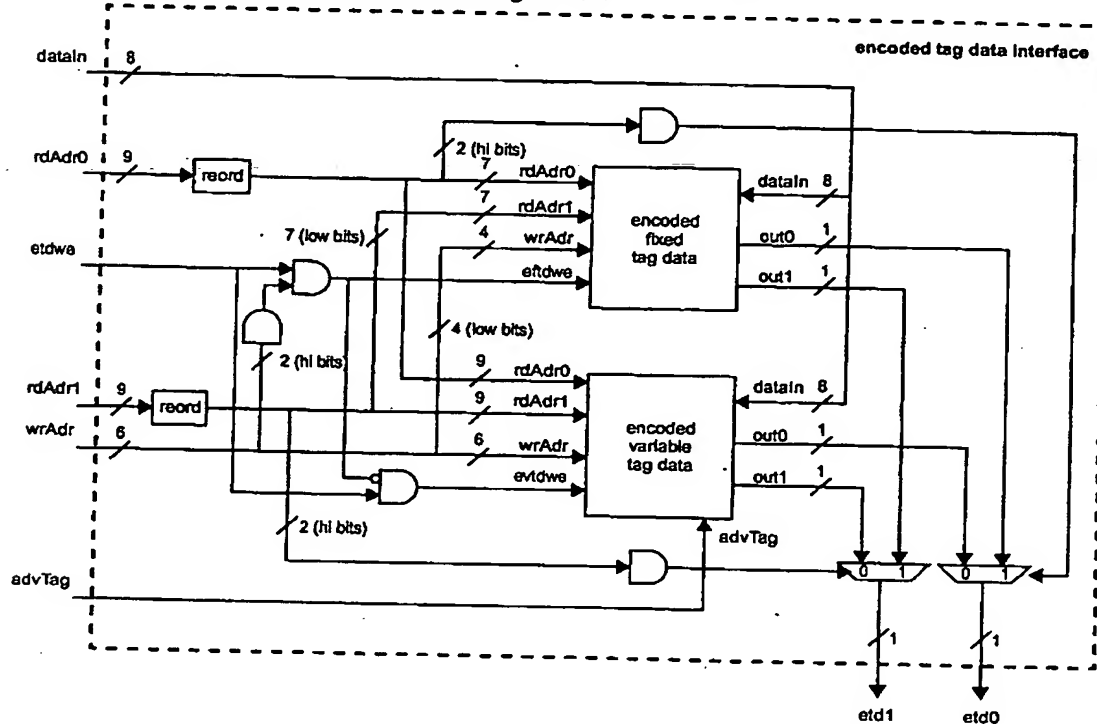 encoded tag data interface
dataIn
8
2 (hi bits)
rdAdr0
9
reord
7
rdAdr0
dataIn
8
7
rdAdr1
encoded
fixed
tag data
7 (low bits)
4
wrAdr
out0
1
etdwe
eftdwe
out1
1
4 (low bits)
2 (hi bits)
9
rdAdr0
rdAdr1
9
reord
9
rdAdr1
dataIn
8
wrAdr
6
6
wrAdr
encoded
variable
tag data
out0
1
evtdwe
out1
1
2 (hi bits)
advTag
advTag
0
1
0
1
1
1
etd1
etd0